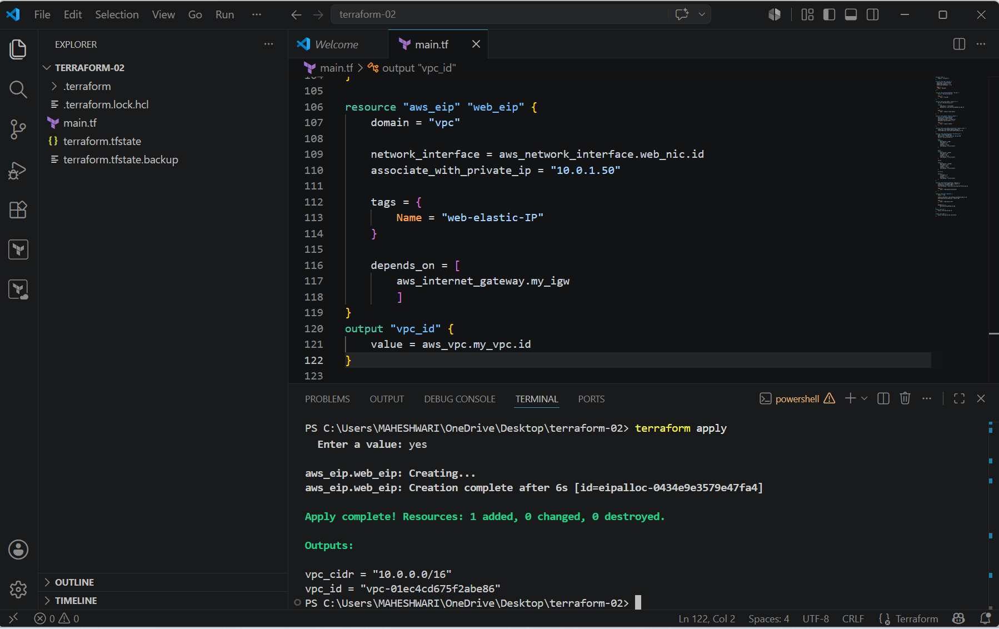 File Edit Selection View Go Run ···
terraform-02
EXPLORER ···
TERRAFORM-02
.terraform
.terraform.lock.hcl
main.tf
{} terraform.tfstate
terraform.tfstate.backup
OUTLINE
TIMELINE
Welcome main.tf
main.tf > output "vpc_id"
104 }
105
106 resource "aws_eip" "web_eip" {
107 domain = "vpc"
108
109 network_interface = aws_network_interface.web_nic.id
110 associate_with_private_ip = "10.0.1.50"
111
112 tags = {
113 Name = "web-elastic-IP"
114 }
115
116 depends_on = [
117 aws_internet_gateway.my_igw
118 ]
119 }
120 output "vpc_id" {
121 value = aws_vpc.my_vpc.id
122 }
123
PROBLEMS OUTPUT DEBUG CONSOLE TERMINAL PORTS powershell
PS C:\Users\MAHESHWARI\OneDrive\Desktop\terraform-02> terraform apply
Enter a value: yes
aws_eip.web_eip: Creating...
aws_eip.web_eip: Creation complete after 6s [id=eipalloc-0434e9e3579e47fa4]
Apply complete! Resources: 1 added, 0 changed, 0 destroyed.
Outputs:
vpc_cidr = "10.0.0.0/16"
vpc_id = "vpc-01ec4cd675f2abe86"
PS C:\Users\MAHESHWARI\OneDrive\Desktop\terraform-02>
0 0 Ln 122, Col 2 Spaces: 4 UTF-8 CRLF {} Terraform